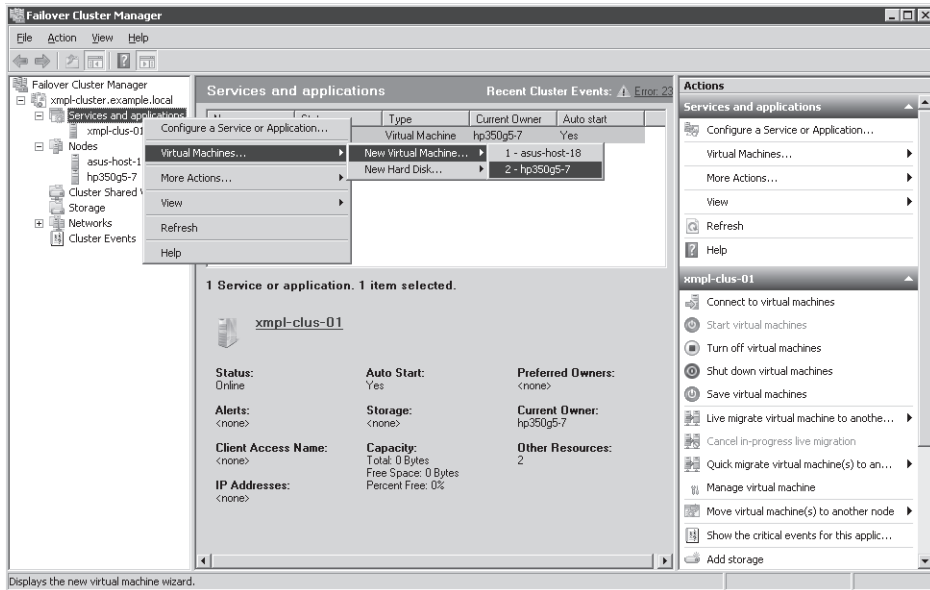 Failover Cluster Manager
File Action View Help
Failover Cluster Manager
xmpl-cluster.example.local
Services and applications
xmpl-clus-01
Nodes
asus-host-1
hp350g5-7
Cluster Shared
Storage
Networks
Cluster Events
Services and applications
Recent Cluster Events: Error: 23
Type Current Owner Auto start
Virtual Machine hp350g5-7 Yes
Configure a Service or Application...
Virtual Machines...
More Actions...
View
Refresh
Help
New Virtual Machine...
New Hard Disk...
1 - asus-host-18
2 - hp350g5-7
1 Service or application. 1 item selected.
xmpl-clus-01
Status:
Online
Auto Start:
Yes
Preferred Owners:
<none>
Alerts:
<none>
Storage:
<none>
Current Owner:
hp350g5-7
Client Access Name:
<none>
Capacity:
Total: 0 Bytes
Free Space: 0 Bytes
Percent Free: 0%
Other Resources:
2
IP Addresses:
<none>
Actions
Services and applications
Configure a Service or Application...
Virtual Machines...
More Actions...
View
Refresh
Help
xmpl-clus-01
Connect to virtual machines
Start virtual machines
Turn off virtual machines
Shut down virtual machines
Save virtual machines
Live migrate virtual machine to anothe...
Cancel in-progress live migration
Quick migrate virtual machine(s) to an...
Manage virtual machine
Move virtual machine(s) to another node
Show the critical events for this applic...
Add storage
Displays the new virtual machine wizard.